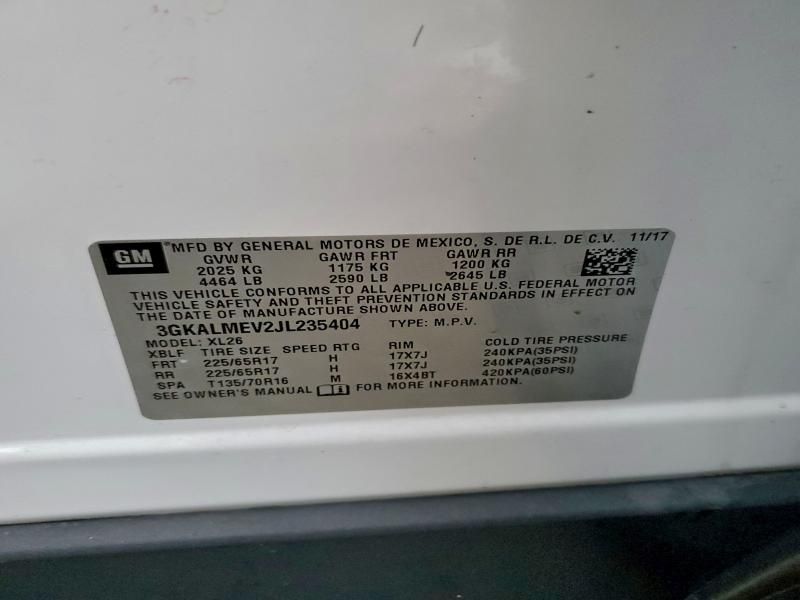 GM
*MFD BY GENERAL MOTORS DE MEXICO, S. DE R.L. DE C.V. 11/17
GVWR GAWR FRT GAWR RR
2025 KG 1175 KG 1200 KG
4464 LB 2590 LB 2645 LB
THIS VEHICLE CONFORMS TO ALL APPLICABLE U.S. FEDERAL MOTOR
VEHICLE SAFETY AND THEFT PREVENTION STANDARDS IN EFFECT ON
THE DATE OF MANUFACTURE SHOWN ABOVE.
3GKALMEV2JL235404 TYPE: M.P.V.
MODEL: XL26
XBLF TIRE SIZE SPEED RTG RIM COLD TIRE PRESSURE
FRT 225/65R17 H 17X7J 240KPA(35PSI)
RR 225/65R17 H 17X7J 240KPA(35PSI)
SPA T135/70R16 M 16X4BT 420KPA(60PSI)
SEE OWNER'S MANUAL FOR MORE INFORMATION.